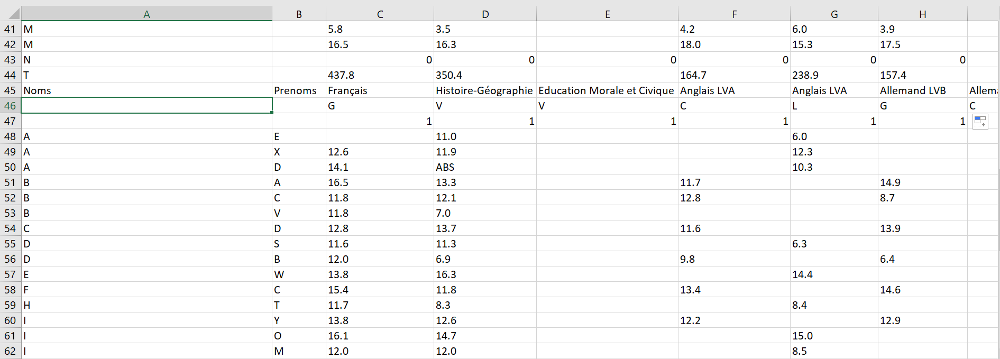 A B C D E F G H
41 M 5.8 3.5 4.2 6.0 3.9
42 M 16.5 16.3 18.0 15.3 17.5
43 N 0 0 0 0 0 0
44 T 437.8 350.4 164.7 238.9 157.4
45 Noms Prenoms Français Histoire-Géographie Education Morale et Civique Anglais LVA Anglais LVA Allemand LVB Allema
46 G V V C L G C
47 1 1 1 1 1 1
48 A E 11.0 6.0
49 A X 12.6 11.9 12.3
50 A D 14.1 ABS 10.3
51 B A 16.5 13.3 11.7 14.9
52 B C 11.8 12.1 12.8 8.7
53 B V 11.8 7.0
54 C D 12.8 13.7 11.6 13.9
55 D S 11.6 11.3 6.3
56 D B 12.0 6.9 9.8 6.4
57 E W 13.8 16.3 14.4
58 F C 15.4 11.8 13.4 14.6
59 H T 11.7 8.3 8.4
60 I Y 13.8 12.6 12.2 12.9
61 I O 16.1 14.7 15.0
62 I M 12.0 12.0 8.5